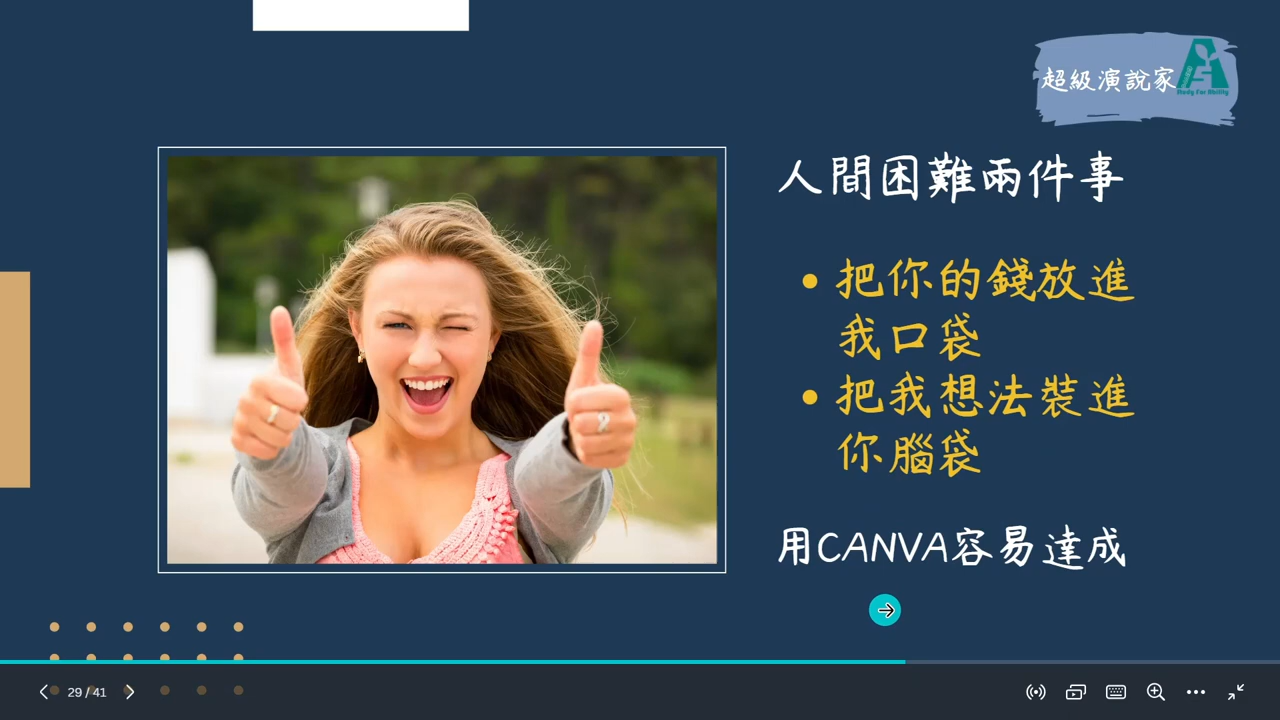 超級演說家
Study For Ability
人間困難兩件事
• 把你的錢放進
我口袋
• 把我想法裝進
你腦袋
用CANVA容易達成
29 / 41